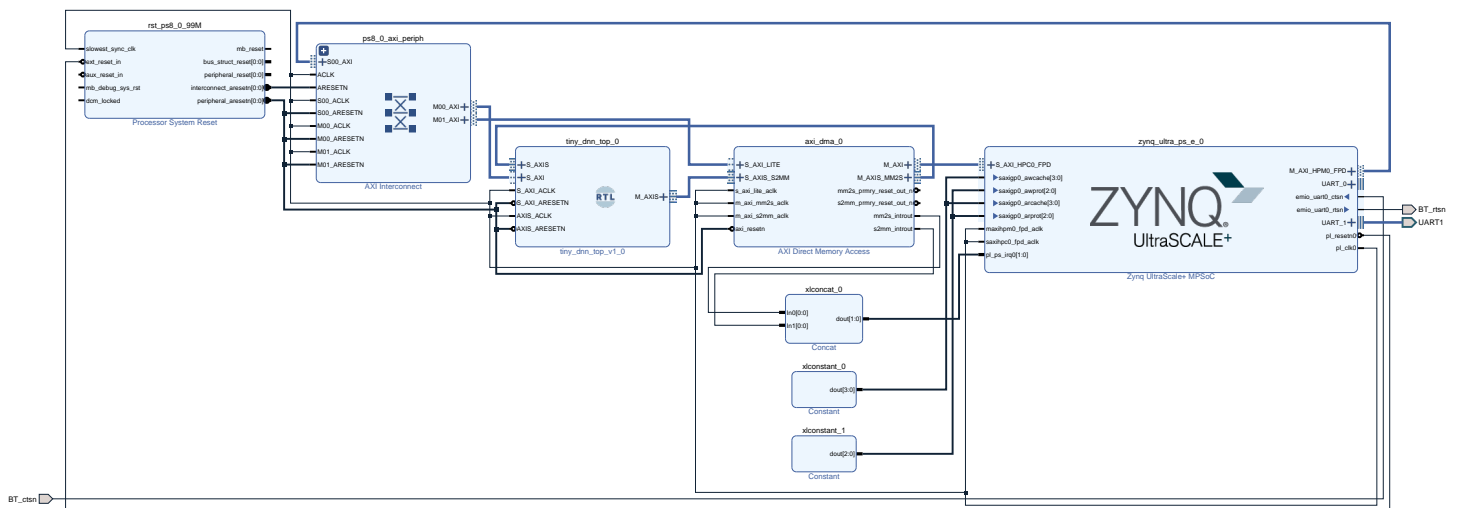 rst_ps8_0_99M
slowest_sync_clk
ext_reset_in
aux_reset_in
mb_debug_sys_rst
dcm_locked
mb_reset
bus_struct_reset[0:0]
peripheral_reset[0:0]
interconnect_aresetn[0:0]
peripheral_aresetn[0:0]
Processor System Reset
ps8_0_axi_periph
S00_AXI
ACLK
ARESETN
S00_ACLK
S00_ARESETN
M00_ACLK
M00_ARESETN
M01_ACLK
M01_ARESETN
M00_AXI
M01_AXI
AXI Interconnect
tiny_dnn_top_0
S_AXIS
S_AXI
S_AXI_ACLK
S_AXI_ARESETN
AXIS_ACLK
AXIS_ARESETN
RTL
M_AXIS
tiny_dnn_top_v1_0
axi_dma_0
S_AXI_LITE
S_AXIS_S2MM
s_axi_lite_aclk
m_axi_mm2s_aclk
m_axi_s2mm_aclk
axi_resetn
M_AXI
M_AXIS_MM2S
mm2s_prmry_reset_out_n
s2mm_prmry_reset_out_n
mm2s_introut
s2mm_introut
AXI Direct Memory Access
zynq_ultra_ps_e_0
S_AXI_HPC0_FPD
saxigp0_awcache[3:0]
saxigp0_awprot[2:0]
saxigp0_arcache[3:0]
saxigp0_arprot[2:0]
maxihpm0_fpd_aclk
saxihpc0_fpd_aclk
pl_ps_irq0[1:0]
ZYNQ
UltraSCALE+
M_AXI_HPM0_FPD
UART_0
emio_uart0_ctsn
emio_uart0_rtsn
UART_1
pl_resetn0
pl_clk0
Zynq UltraScale+ MPSoC
BT_rtsn
UART1
xlconcat_0
In0[0:0]
In1[0:0]
dout[1:0]
Concat
xlconstant_0
dout[3:0]
Constant
xlconstant_1
dout[2:0]
Constant
BT_ctsn